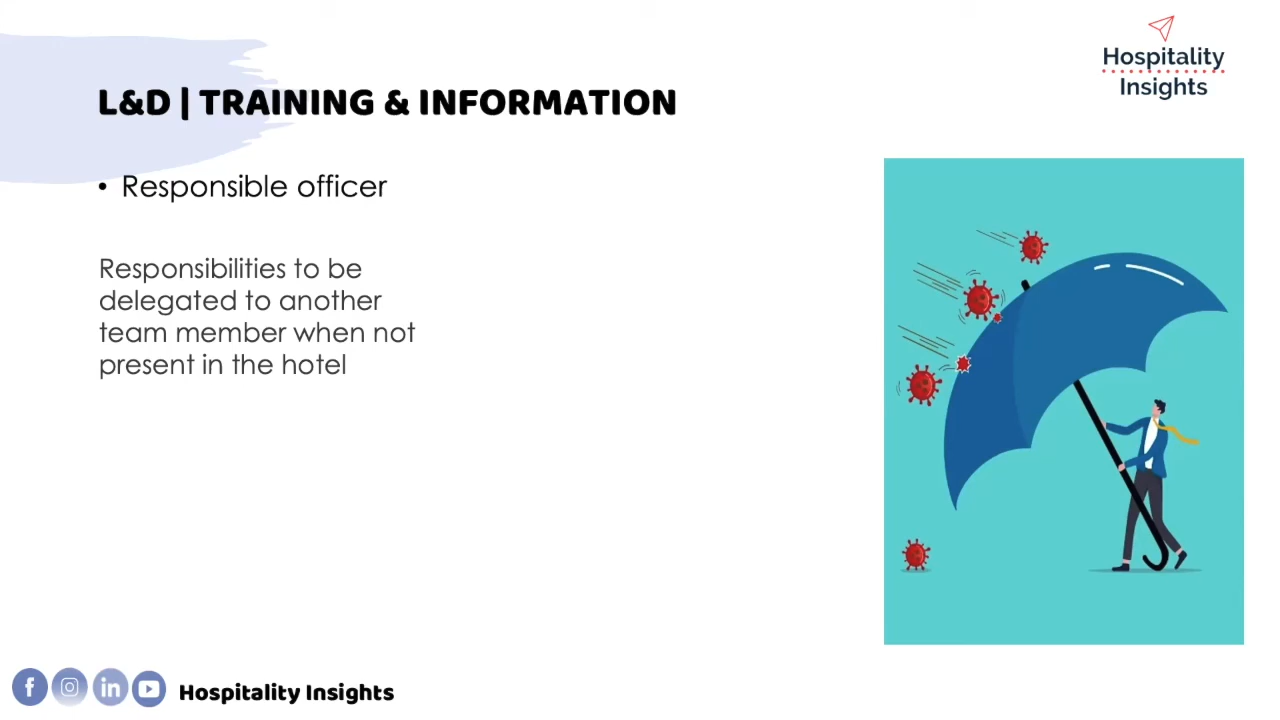 Hospitality
Insights
L&D | TRAINING & INFORMATION
• Responsible officer
Responsibilities to be
delegated to another
team member when not
present in the hotel
Hospitality Insights